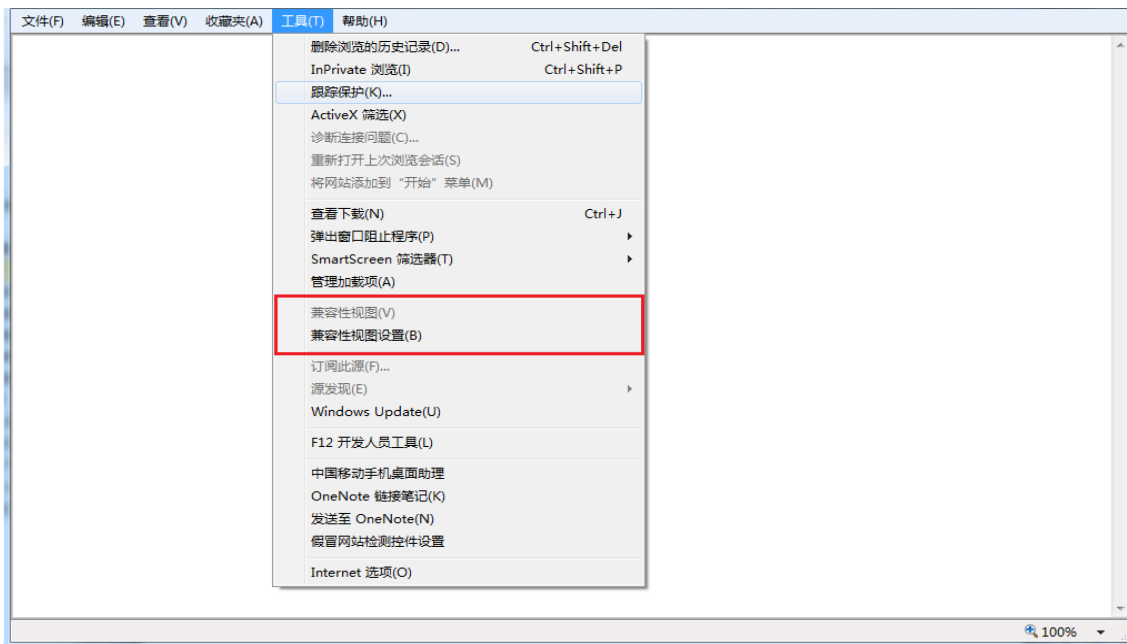 文件(F) 编辑(E) 查看(V) 收藏夹(A) 工具(T) 帮助(H)
删除浏览的历史记录(D)... Ctrl+Shift+Del
InPrivate 浏览(I) Ctrl+Shift+P
跟踪保护(K)...
ActiveX 筛选(X)
诊断连接问题(C)...
重新打开上次浏览会话(S)
将网站添加到“开始”菜单(M)
查看下载(N) Ctrl+J
弹出窗口阻止程序(P)
SmartScreen 筛选器(T)
管理加载项(A)
兼容性视图(V)
兼容性视图设置(B)
订阅此源(F)...
源发现(E)
Windows Update(U)
F12 开发人员工具(L)
中国移动手机桌面助理
OneNote 链接笔记(K)
发送至 OneNote(N)
假冒网站检测控件设置
Internet 选项(O)
100%